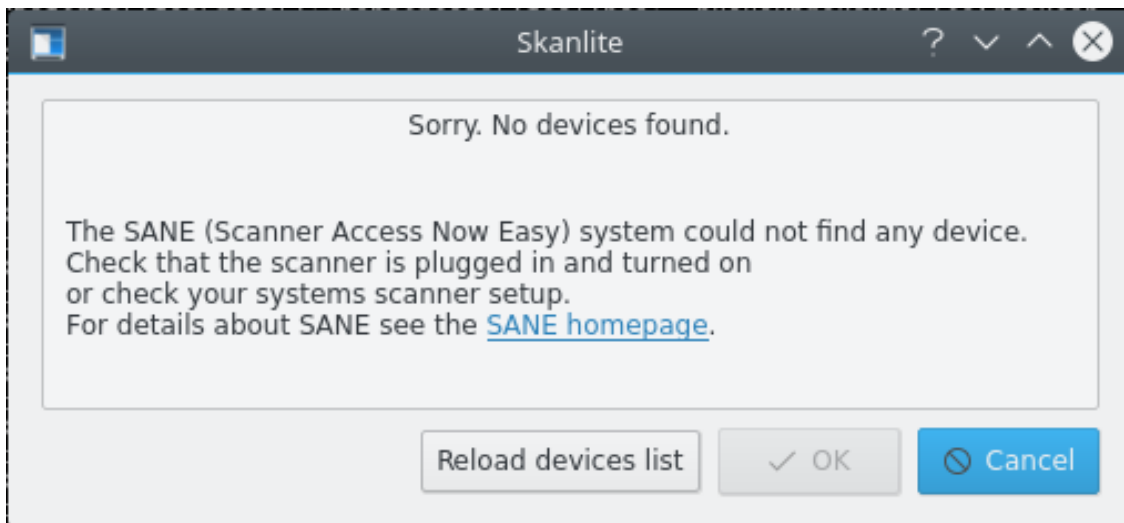 Skanlite
Sorry. No devices found.
The SANE (Scanner Access Now Easy) system could not find any device.
Check that the scanner is plugged in and turned on
or check your systems scanner setup.
For details about SANE see the SANE homepage.
Reload devices list
OK
Cancel